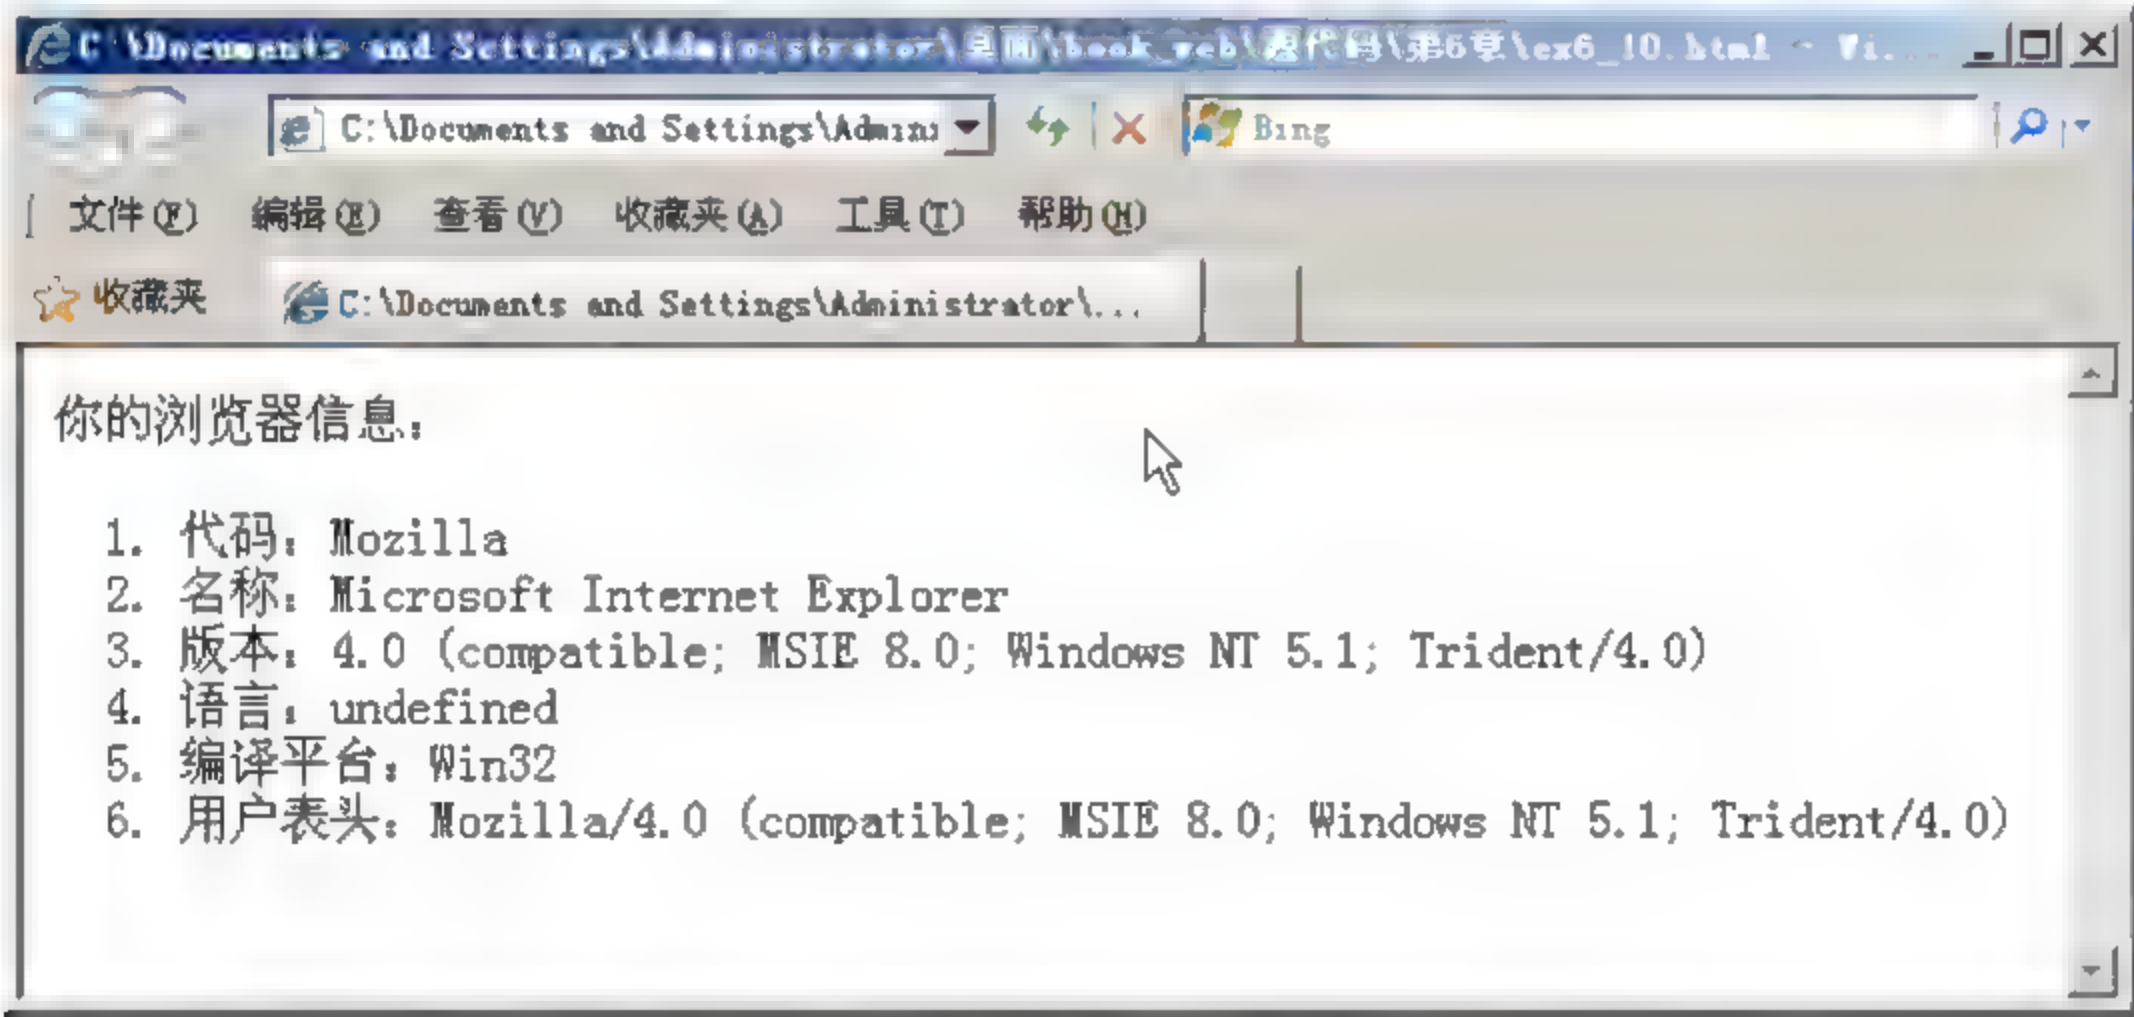 C:\Documents and Settings\Administrator\桌面\book_web\源代码\第6章\ex6_10.html - Wi...
C:\Documents and Settings\Admini
Bing
文件(F) 编辑(E) 查看(V) 收藏夹(A) 工具(T) 帮助(H)
收藏夹 C:\Documents and Settings\Administrator\...
你的浏览器信息:
1. 代码: Mozilla
2. 名称: Microsoft Internet Explorer
3. 版本: 4.0 (compatible; MSIE 8.0; Windows NT 5.1; Trident/4.0)
4. 语言: undefined
5. 编译平台: Win32
6. 用户表头: Mozilla/4.0 (compatible; MSIE 8.0; Windows NT 5.1; Trident/4.0)